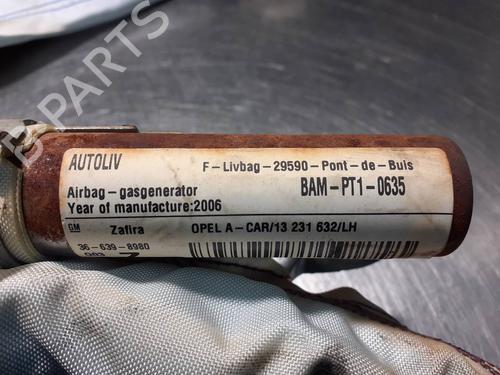 B PARTS
AUTOLIV
F-Livbag-29590-Pont-de-Buis
Airbag-gasgenerator
BAM-PT1-0635
Year of manufacture:2006
GM
Zafira
OPEL A-CAR/13 231 632/LH
36-639-8980